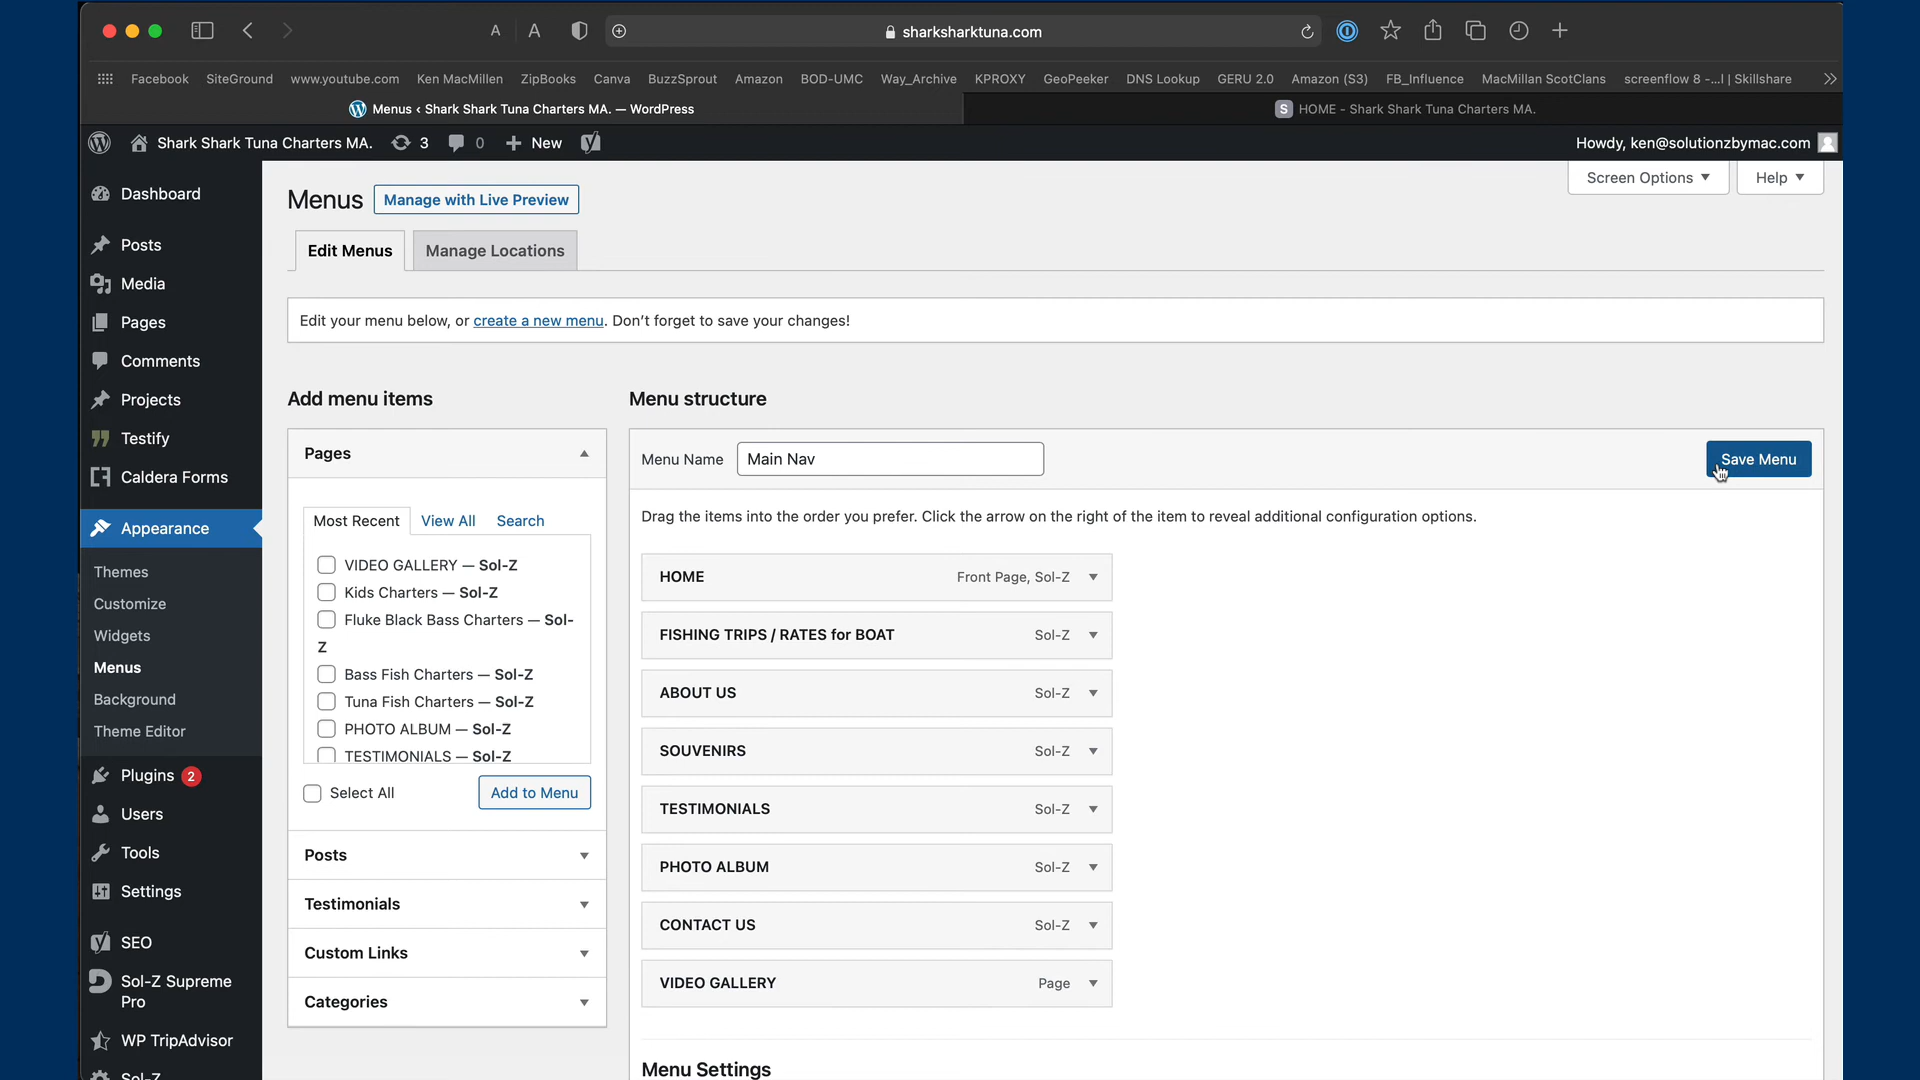 A A sharksharktuna.com
Facebook SiteGround www.youtube.com Ken MacMillen ZipBooks Canva BuzzSprout Amazon BOD-UMC Way_Archive KPROXY GeoPeeker DNS Lookup GERU 2.0 Amazon (S3) FB_Influence MacMillan ScotClans screenflow 8 -...l | Skillshare
Menus ‹ Shark Shark Tuna Charters MA. — WordPress
S HOME - Shark Shark Tuna Charters MA.
Shark Shark Tuna Charters MA. 3 0 New Howdy, ken@solutionzbymac.com
Screen Options Help
Dashboard
Posts
Media
Pages
Comments
Projects
Testify
Caldera Forms
Appearance
Themes
Customize
Widgets
Menus
Background
Theme Editor
Plugins 2
Users
Tools
Settings
SEO
Sol-Z Supreme
Pro
WP TripAdvisor
Sol-Z
Menus Manage with Live Preview
Edit Menus Manage Locations
Edit your menu below, or create a new menu. Don't forget to save your changes!
Add menu items
Pages
Most Recent View All Search
VIDEO GALLERY — Sol-Z
Kids Charters — Sol-Z
Fluke Black Bass Charters — Sol-
Z
Bass Fish Charters — Sol-Z
Tuna Fish Charters — Sol-Z
PHOTO ALBUM — Sol-Z
TESTIMONIALS — Sol-Z
Select All Add to Menu
Posts
Testimonials
Custom Links
Categories
Menu structure
Menu Name Main Nav Save Menu
Drag the items into the order you prefer. Click the arrow on the right of the item to reveal additional configuration options.
HOME Front Page, Sol-Z
FISHING TRIPS / RATES for BOAT Sol-Z
ABOUT US Sol-Z
SOUVENIRS Sol-Z
TESTIMONIALS Sol-Z
PHOTO ALBUM Sol-Z
CONTACT US Sol-Z
VIDEO GALLERY Page
Menu Settings